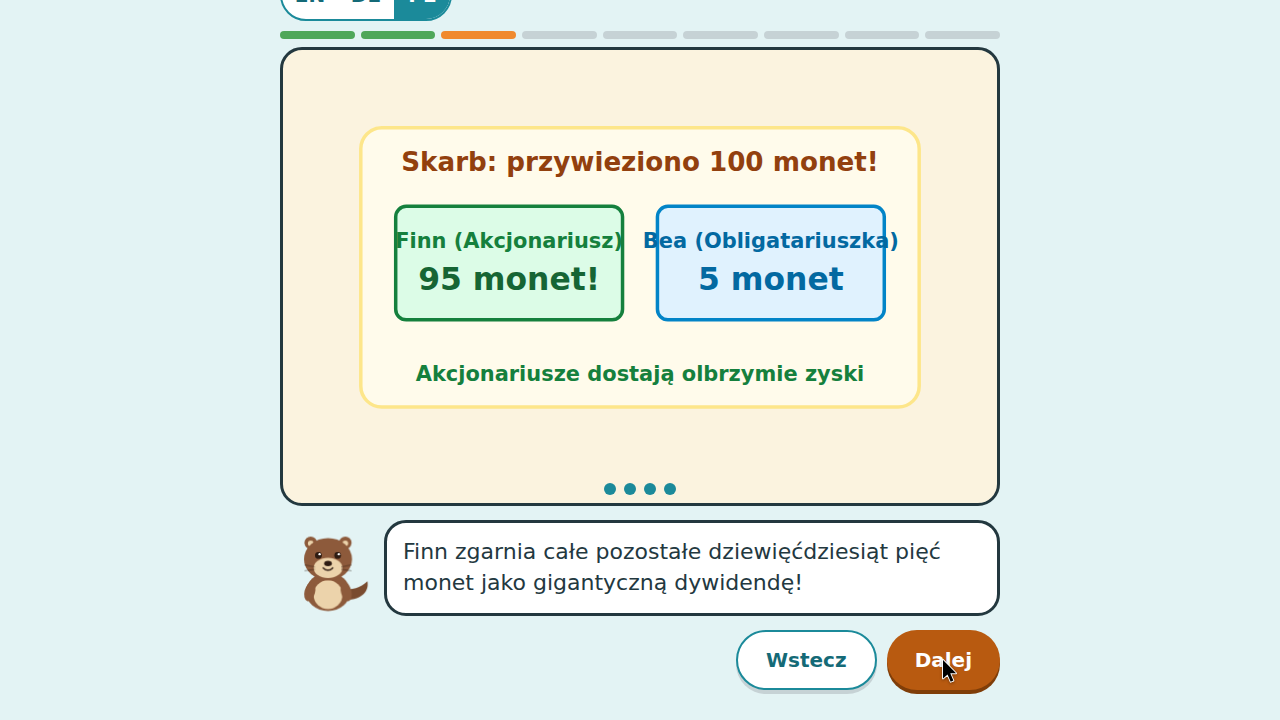 Skarb: przywieziono 100 monet!
Finn (Akcjonariusz)
95 monet!
Bea (Obligatariuszka)
5 monet
Akcjonariusze dostają olbrzymie zyski
Finn zgarnia całe pozostałe dziewięćdziesiąt pięć
monet jako gigantyczną dywidendę!
Wstecz
Dalej